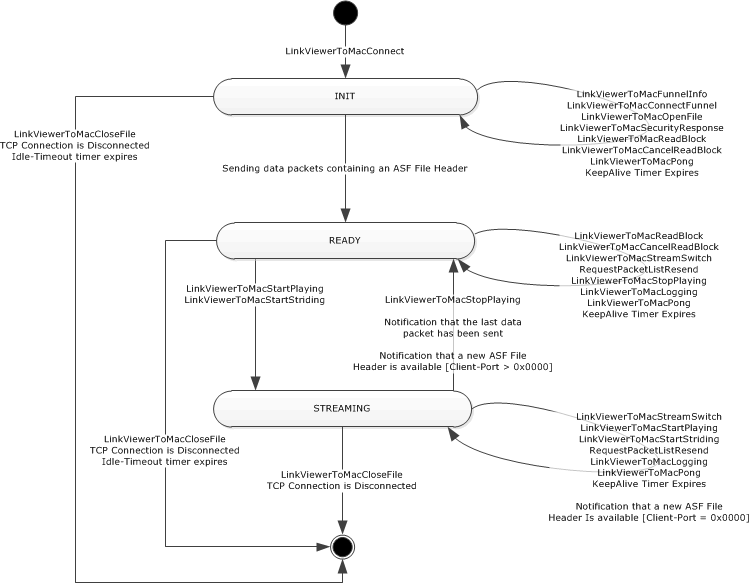 LinkViewerToMacConnect
INIT
LinkViewerToMacFunnelInfo
LinkViewerToMacConnectFunnel
LinkViewerToMacOpenFile
LinkViewerToMacSecurityResponse
LinkViewerToMacReadBlock
LinkViewerToMacCancelReadBlock
LinkViewerToMacPong
KeepAlive Timer Expires
LinkViewerToMacCloseFile
TCP Connection is Disconnected
Idle-Timeout timer expires
Sending data packets containing an ASF File Header
READY
LinkViewerToMacReadBlock
LinkViewerToMacCancelReadBlock
LinkViewerToMacStreamSwitch
RequestPacketListResend
LinkViewerToMacStopPlaying
LinkViewerToMacLogging
LinkViewerToMacPong
KeepAlive Timer Expires
LinkViewerToMacStartPlaying
LinkViewerToMacStartStriding
LinkViewerToMacStopPlaying
Notification that the last data
packet has been sent
Notification that a new ASF File
Header is available [Client-Port > 0x0000]
STREAMING
LinkViewerToMacStreamSwitch
LinkViewerToMacStartPlaying
LinkViewerToMacStartStriding
RequestPacketListResend
LinkViewerToMacLogging
LinkViewerToMacPong
KeepAlive Timer Expires
Notification that a new ASF File
Header Is available [Client-Port = 0x0000]
LinkViewerToMacCloseFile
TCP Connection is Disconnected
Idle-Timeout timer expires
LinkViewerToMacCloseFile
TCP Connection is Disconnected